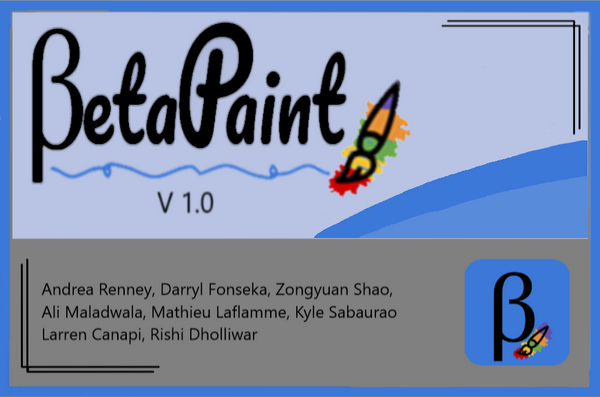 βetaPaint
V 1.0
Andrea Renney, Darryl Fonseka, Zongyuan Shao,
Ali Maladwala, Mathieu Laflamme, Kyle Sabaurao
Larren Canapi, Rishi Dholliwar
β